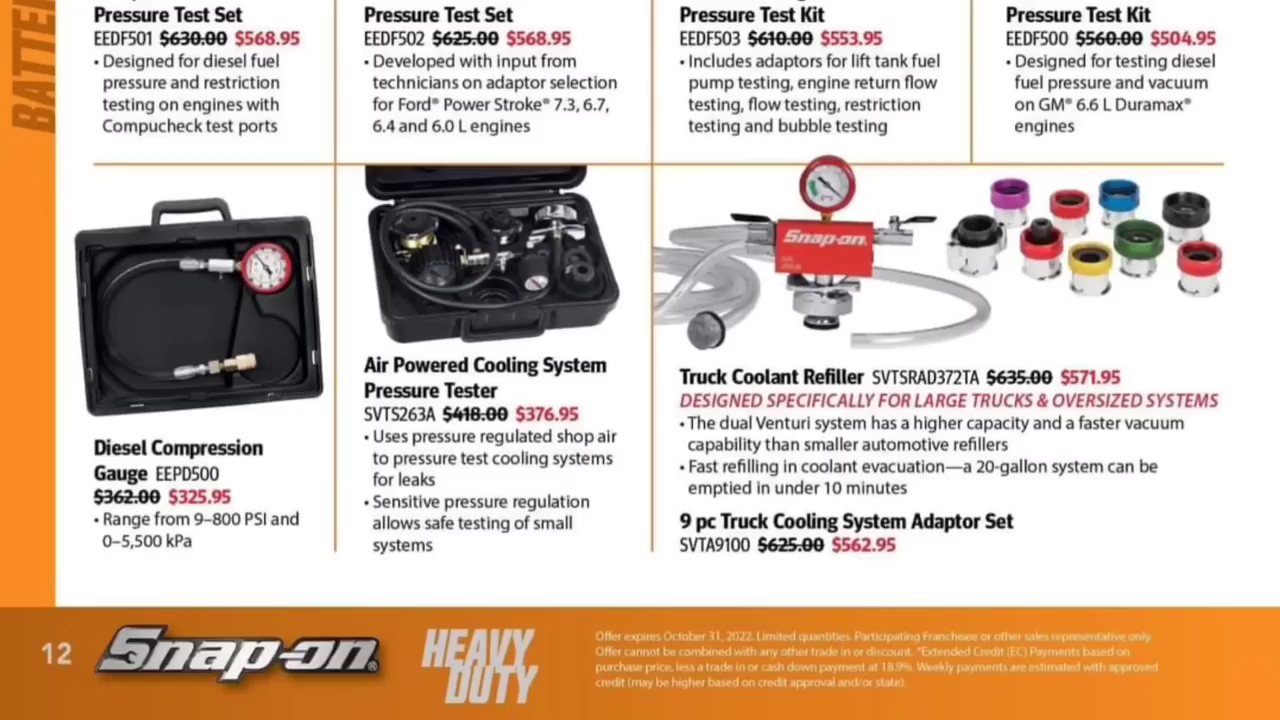 BATTE
Pressure Test Set
EEDF501 $630.00 $568.95
• Designed for diesel fuel
pressure and restriction
testing on engines with
Compucheck test ports
Pressure Test Set
EEDF502 $625.00 $568.95
• Developed with input from
technicians on adaptor selection
for Ford® Power Stroke® 7.3, 6.7,
6.4 and 6.0 L engines
Pressure Test Kit
EEDF503 $610.00 $553.95
• Includes adaptors for lift tank fuel
pump testing, engine return flow
testing, flow testing, restriction
testing and bubble testing
Pressure Test Kit
EEDF500 $560.00 $504.95
• Designed for testing diesel
fuel pressure and vacuum
on GM® 6.6 L Duramax®
engines
Diesel Compression
Gauge EEPD500
$362.00 $325.95
• Range from 9–800 PSI and
0–5,500 kPa
Air Powered Cooling System
Pressure Tester
SVTS263A $418.00 $376.95
• Uses pressure regulated shop air
to pressure test cooling systems
for leaks
• Sensitive pressure regulation
allows safe testing of small
systems
Snap-on
Truck Coolant Refiller SVTSRAD372TA $635.00 $571.95
DESIGNED SPECIFICALLY FOR LARGE TRUCKS & OVERSIZED SYSTEMS
• The dual Venturi system has a higher capacity and a faster vacuum
capability than smaller automotive refillers
• Fast refilling in coolant evacuation—a 20-gallon system can be
emptied in under 10 minutes
9 pc Truck Cooling System Adaptor Set
SVTA9100 $625.00 $562.95
12
Snap-on®
HEAVY
DUTY
Offer expires October 31, 2022. Limited quantities. Participating Franchisee or other sales representative only.
Offer cannot be combined with any other trade in or discount. *Extended Credit (EC) Payments based on
purchase price, less a trade in or cash down payment at 18.9%. Weekly payments are estimated with approved
credit (may be higher based on credit approval and/or state).